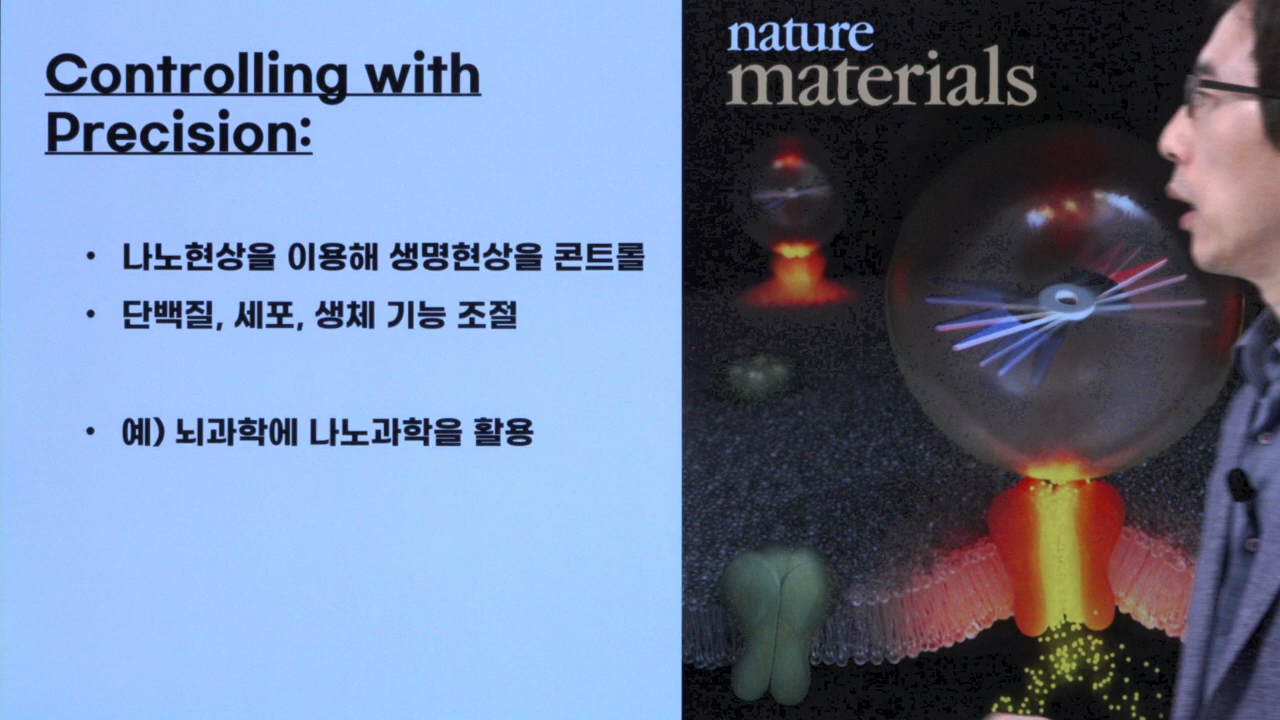 Controlling with
Precision:
• 나노현상을 이용해 생명현상을 콘트롤
• 단백질, 세포, 생체 기능 조절
• 예) 뇌과학에 나노과학을 활용
nature
materials